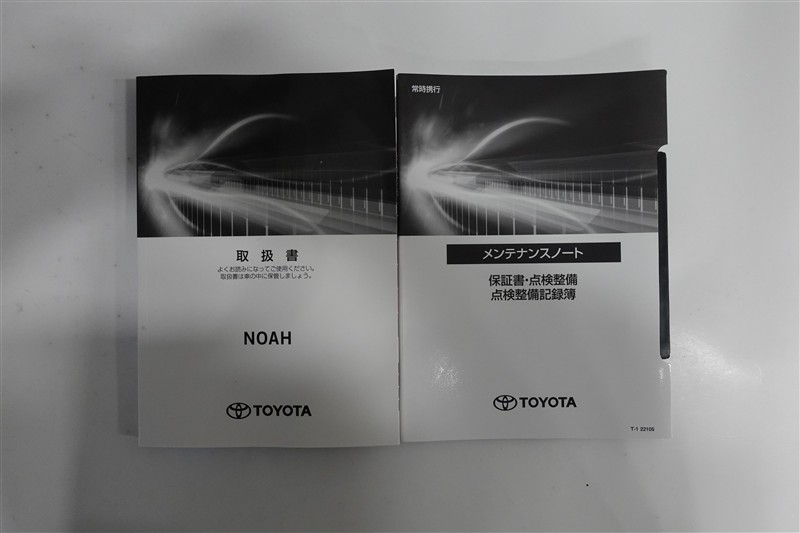 取扱書
よくお読みになってご使用ください。
取扱書は車の中に保管しましょう。
NOAH
TOYOTA
常時携行
メンテナンスノート
保証書・点検整備
点検整備記録簿
TOYOTA
T-1 22105